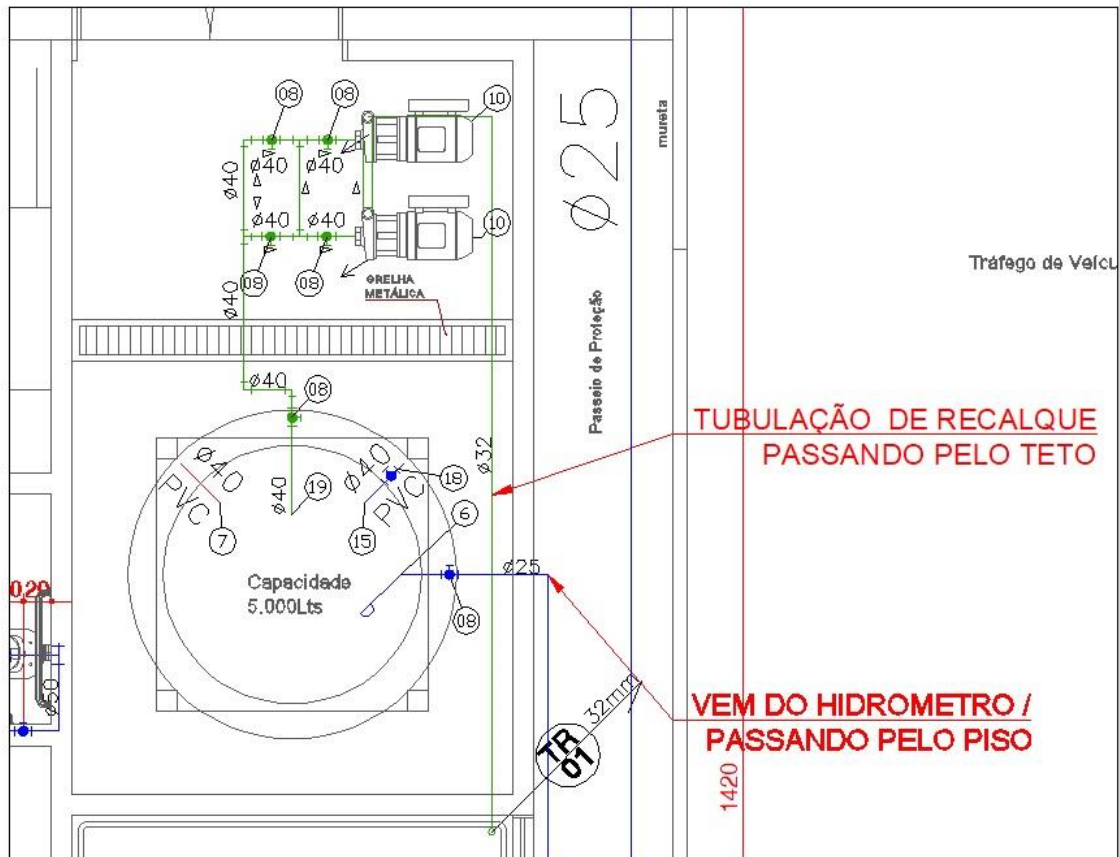 08
08
10
Ø25
mureta
Ø40
Ø40
Ø40
Ø40
Ø40
10
Tráfego de Veícu
08
08
GRELHA
METÁLICA
Ø40
Passeio de Proteção
Ø40
08
TUBULAÇÃO DE RECALQUE
PASSANDO PELO TETO
Ø32
Ø40
PVC
Ø40
PVC
18
Ø40
19
6
7
15
Capacidade
5.000Lts
Ø25
0,20
08
Ø50
32mm
VEM DO HIDROMETRO /
PASSANDO PELO PISO
TR
01
1420